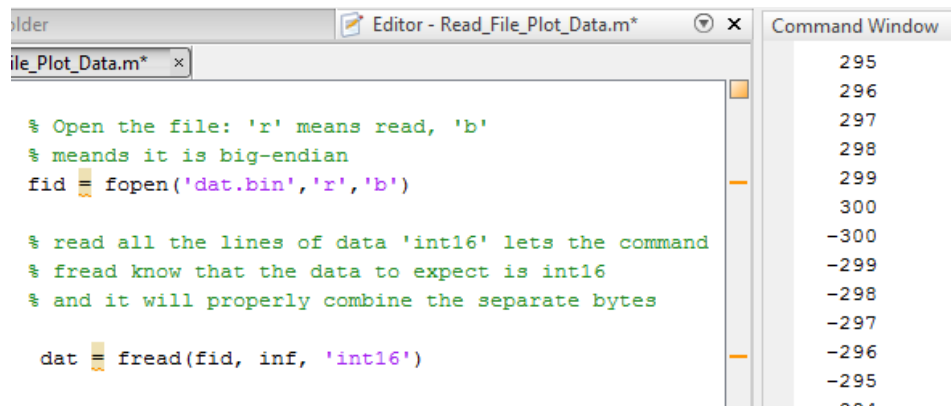 older
Editor - Read_File_Plot_Data.m*
Command Window
ile_Plot_Data.m*
% Open the file: 'r' means read, 'b'
% meands it is big-endian
fid = fopen('dat.bin','r','b')
% read all the lines of data 'int16' lets the command
% fread know that the data to expect is int16
% and it will properly combine the separate bytes
dat = fread(fid, inf, 'int16')
295
296
297
298
299
300
-300
-299
-298
-297
-296
-295